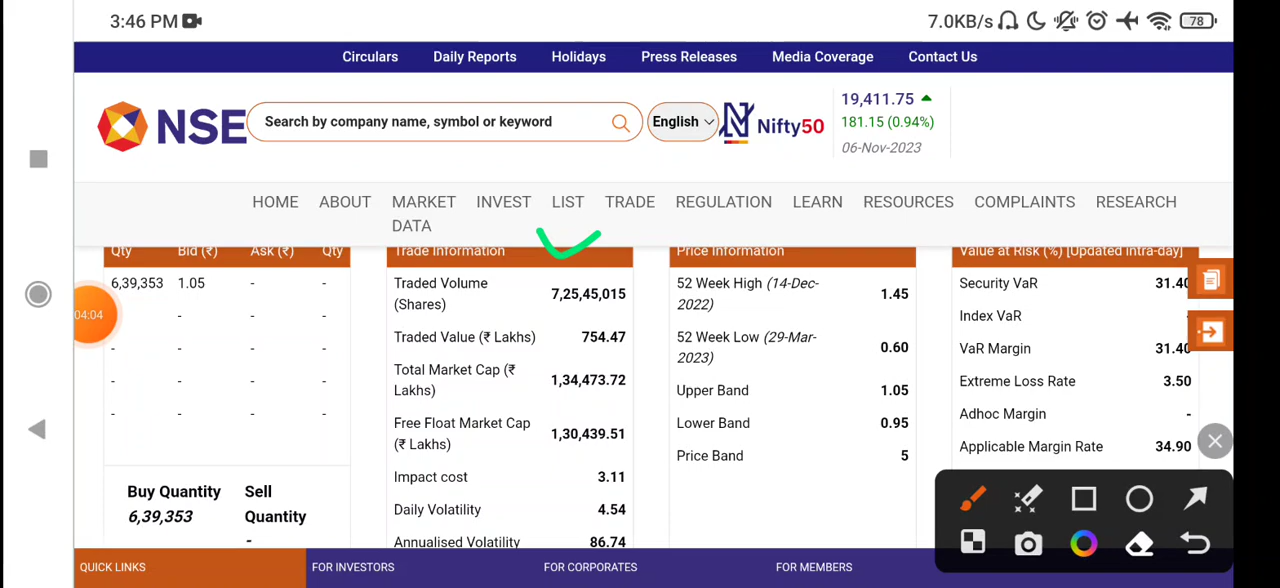 3:46 PM
7.0KB/s
78
Circulars Daily Reports Holidays Press Releases Media Coverage Contact Us
NSE
Search by company name, symbol or keyword
English
Nifty50
19,411.75
181.15 (0.94%)
06-Nov-2023
HOME ABOUT MARKET DATA INVEST LIST TRADE REGULATION LEARN RESOURCES COMPLAINTS RESEARCH
Qty Bid (₹) Ask (₹) Qty
6,39,353 1.05 - -
- - -
- - - -
- - - -
- - - -
Buy Quantity
6,39,353
Sell Quantity
-
Trade Information
Traded Volume (Shares) 7,25,45,015
Traded Value (₹ Lakhs) 754.47
Total Market Cap (₹ Lakhs) 1,34,473.72
Free Float Market Cap (₹ Lakhs) 1,30,439.51
Impact cost 3.11
Daily Volatility 4.54
Annualised Volatility 86.74
Price Information
52 Week High (14-Dec-2022) 1.45
52 Week Low (29-Mar-2023) 0.60
Upper Band 1.05
Lower Band 0.95
Price Band 5
Value at Risk (%) [Updated Intra-day]
Security VaR 31.40
Index VaR
VaR Margin 31.40
Extreme Loss Rate 3.50
Adhoc Margin -
Applicable Margin Rate 34.90
04:04
QUICK LINKS FOR INVESTORS FOR CORPORATES FOR MEMBERS